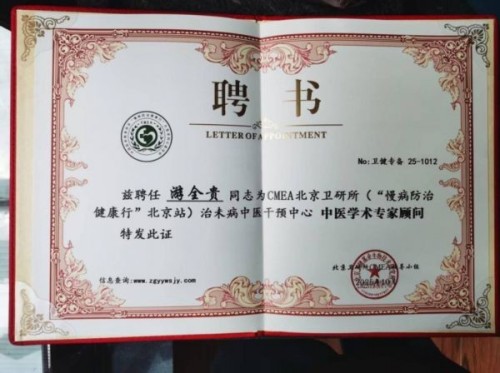 聘 书
LETTER OF APPOINTMENT
No:卫健专备 25-1012
兹聘任 游全贵 同志为CMEA北京卫研所（“慢病防治
健康行”北京站）治未病中医干预中心 中医学术专家顾问
特发此证
信息查询:www.zgyywsjy.com